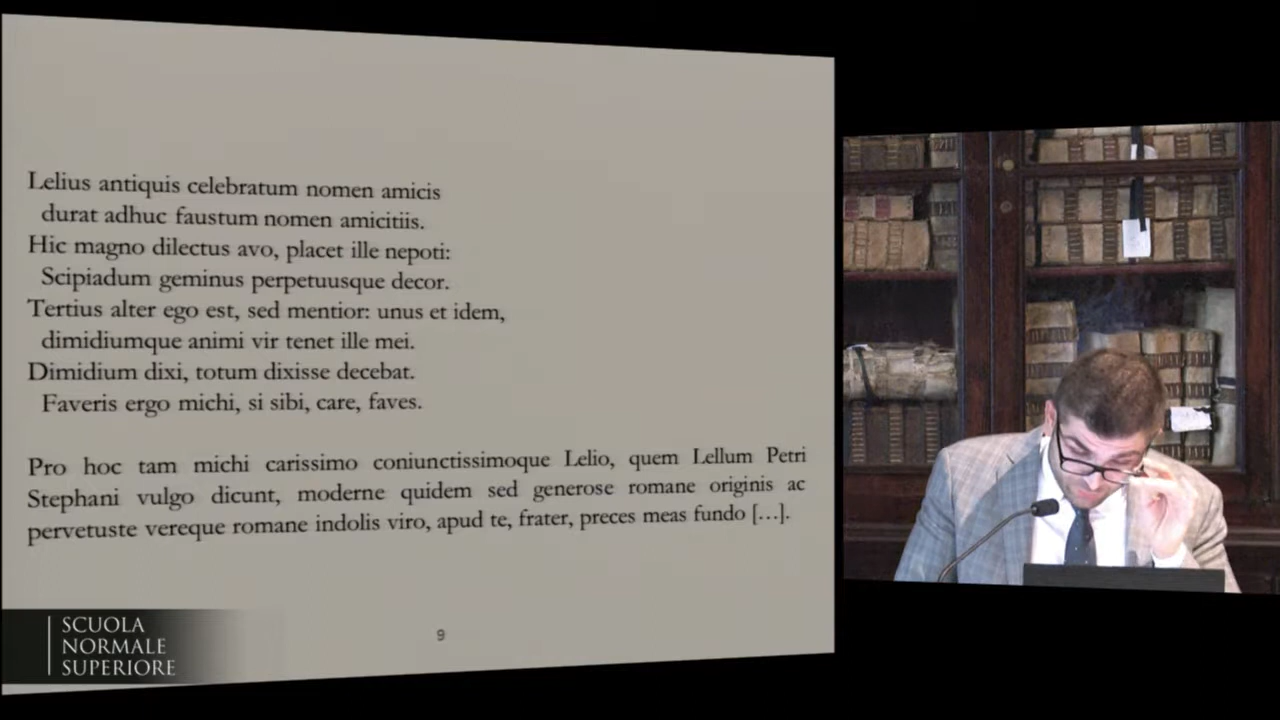 Lelius antiquis celebratum nomen amicis
durat adhuc faustum nomen amicitiis.
Hic magno dilectus avo, placet ille nepoti:
Scipiadum geminus perpetuusque decor.
Tertius alter ego est, sed mentior: unus et idem,
dimidiumque animi vir tenet ille mei.
Dimidium dixi, totum dixisse decebat.
Faveris ergo michi, si sibi, care, faves.
Pro hoc tam michi carissimo coniunctissimoque Lelio, quem Lellum Petri
Stephani vulgo dicunt, moderne quidem sed generose romane originis ac
pervetuste vereque romane indolis viro, apud te, frater, preces meas fundo [...].
9
SCUOLA
NORMALE
SUPERIORE